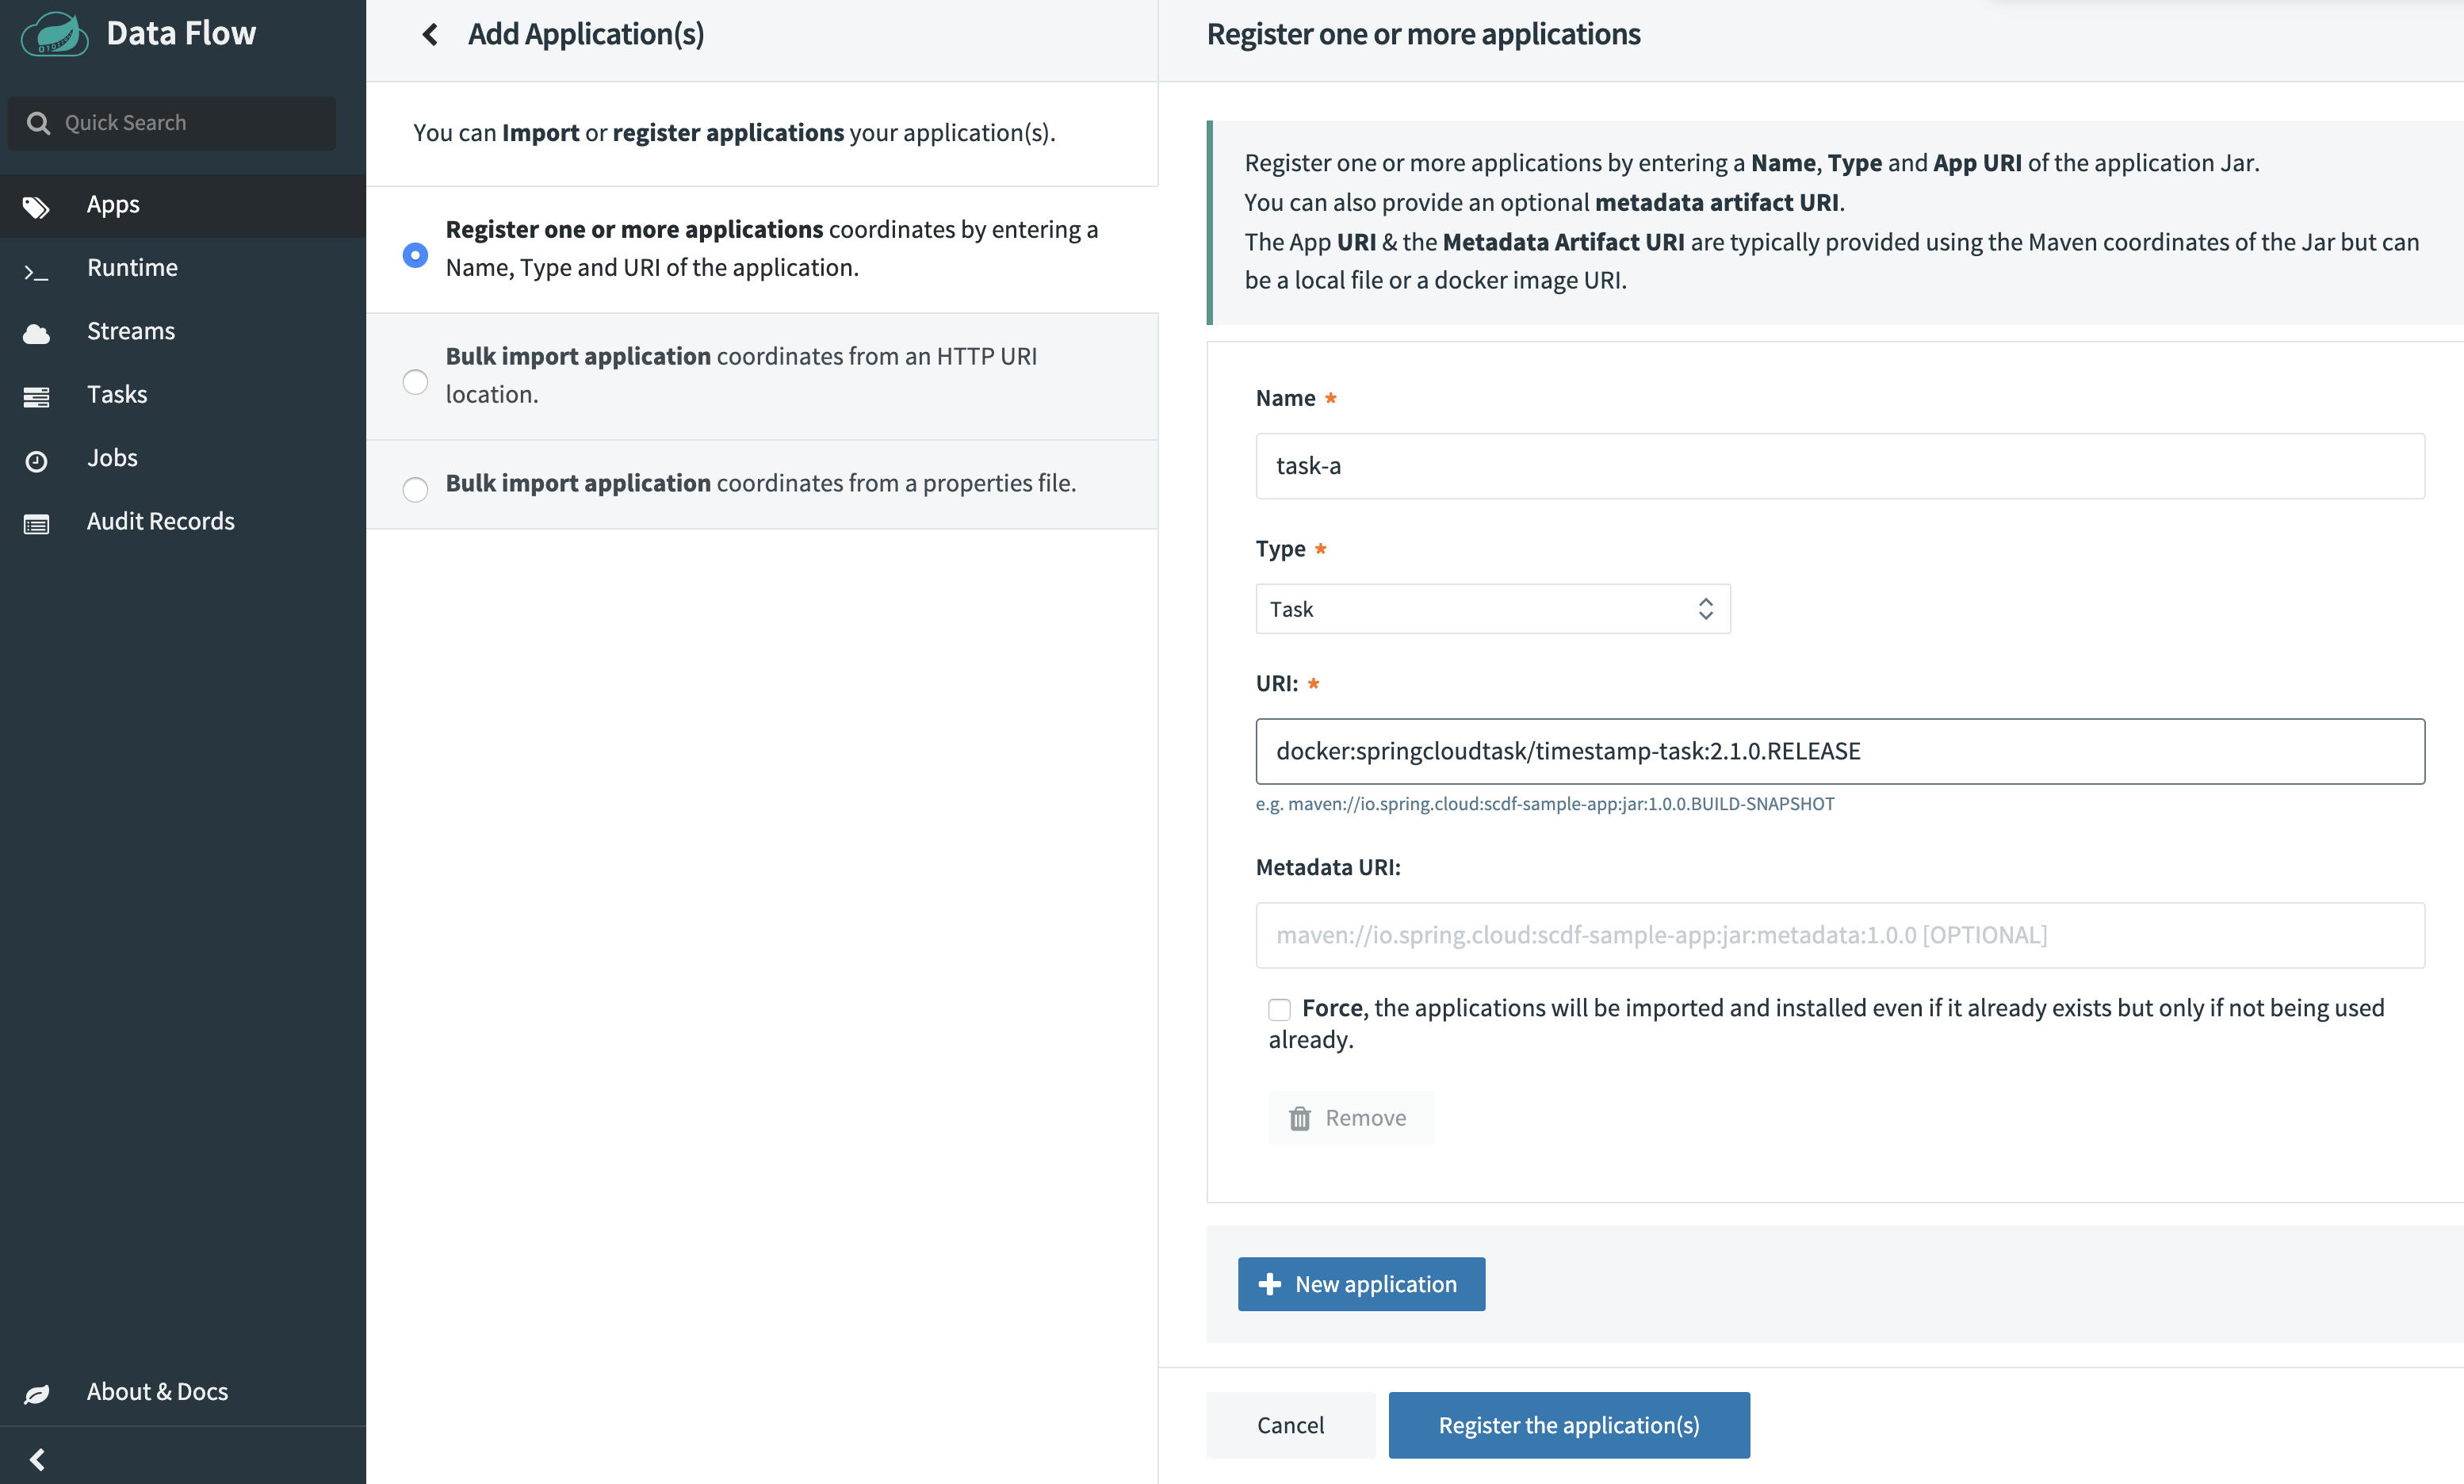 Data Flow
Quick Search
Apps
Runtime
Streams
Tasks
Jobs
Audit Records
About & Docs
Add Application(s)
You can Import or register applications your application(s).
Register one or more applications coordinates by entering a
Name, Type and URI of the application.
Bulk import application coordinates from an HTTP URI
location.
Bulk import application coordinates from a properties file.
Register one or more applications
Register one or more applications by entering a Name, Type and App URI of the application Jar.
You can also provide an optional metadata artifact URI.
The App URI & the Metadata Artifact URI are typically provided using the Maven coordinates of the Jar but can
be a local file or a docker image URI.
Name *
task-a
Type *
Task
URI: *
docker:springcloudtask/timestamp-task:2.1.0.RELEASE
e.g. maven://io.spring.cloud:scdf-sample-app:jar:1.0.0.BUILD-SNAPSHOT
Metadata URI:
maven://io.spring.cloud:scdf-sample-app:jar:metadata:1.0.0 [OPTIONAL]
Force, the applications will be imported and installed even if it already exists but only if not being used
already.
Remove
New application
Cancel
Register the application(s)